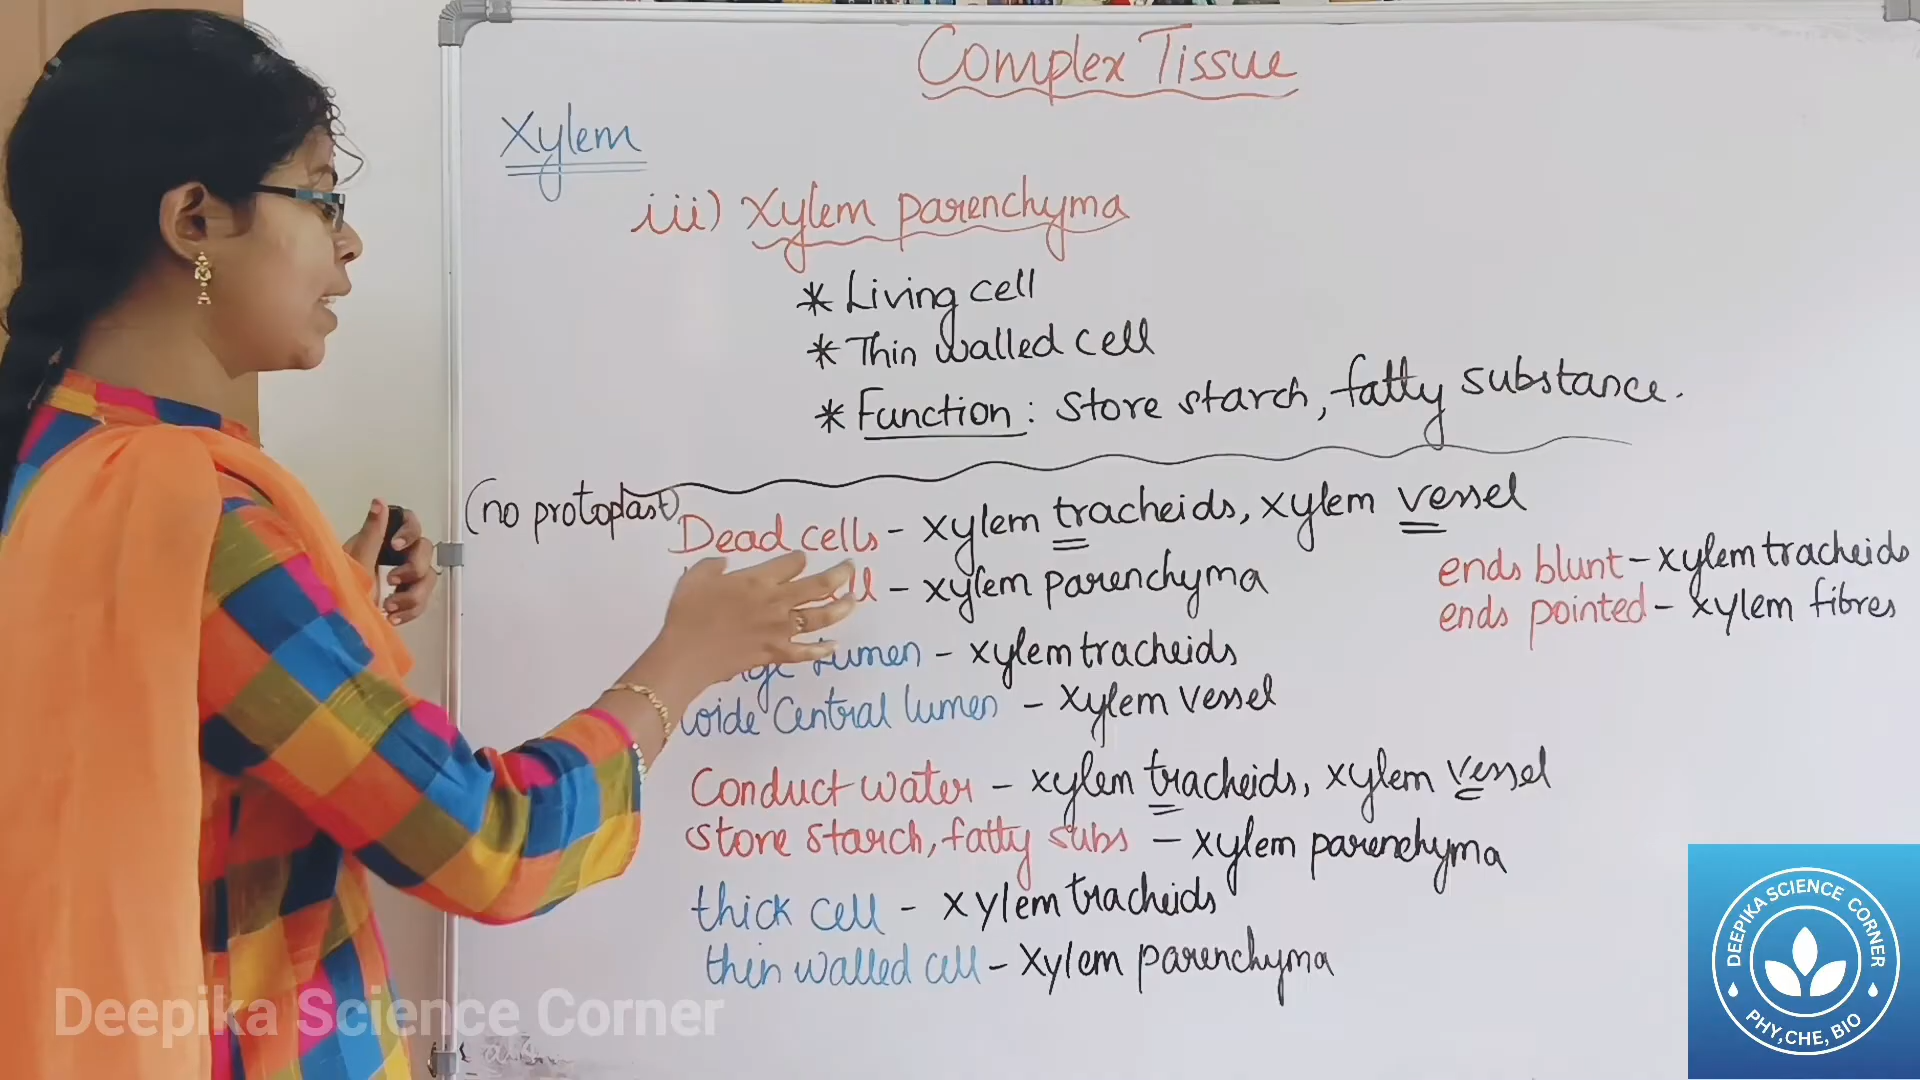 Complex Tissue
Xylem
iii) Xylem parenchyma
* Living cell
* Thin walled cell
* Function : Store starch, fatty substance.
(no protoplast) Dead cells - xylem tracheids, xylem vessel
- xylem parenchyma
Lumen - xylem tracheids
wide Central lumen - xylem vessel
ends blunt - xylem tracheids
ends pointed - xylem fibres
Conduct water - xylem tracheids, xylem vessel
store starch, fatty subs - xylem parenchyma
thick cell - xylem tracheids
thin walled cell - xylem parenchyma
Deepika Science Corner
DEEPIKA SCIENCE CORNER
PHY, CHE, BIO